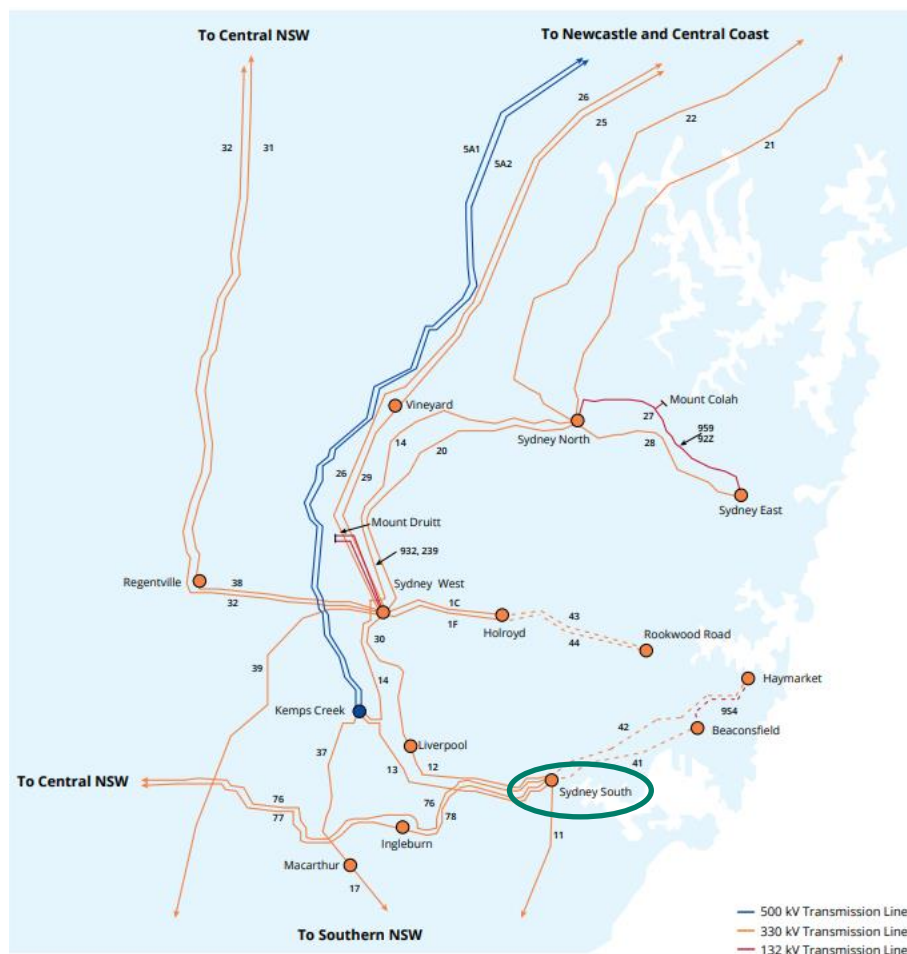 To Central NSW
To Newcastle and Central Coast
26
25
22
21
32
31
5A1
5A2
Mount Colah
27
Vineyard
Sydney North
959
92Z
14
28
20
26
29
Sydney East
Mount Druitt
932, 239
Regentville
38
Sydney West
32
1C
43
1F
Holroyd
44
Rookwood Road
30
39
14
Haymarket
Kemps Creek
9S4
42
Beaconsfield
37
Liverpool
41
To Central NSW
13
12
Sydney South
76
76
77
78
11
Ingleburn
Macarthur
17
To Southern NSW
500 kV Transmission Line
330 kV Transmission Line
132 kV Transmission Line